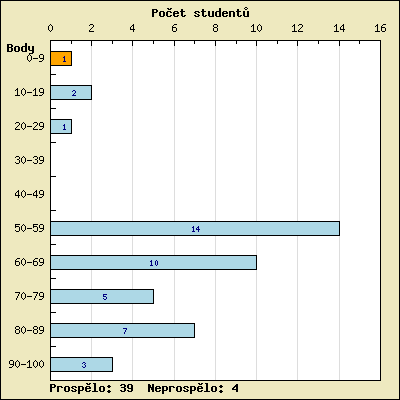 Počet studentů
0 2 4 6 8 10 12 14 16
Body
0-9 1
10-19 2
20-29 1
30-39
40-49
50-59 14
60-69 10
70-79 5
80-89 7
90-100 3
Prospělo: 39 Neprospělo: 4